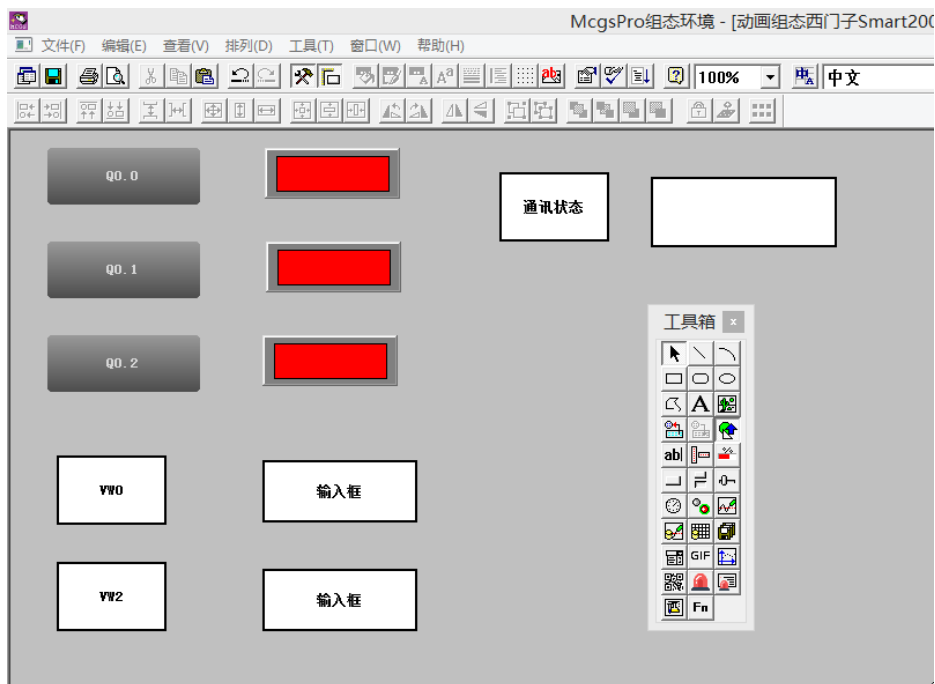 McgsPro组态环境 - [动画组态西门子Smart200
文件(F) 编辑(E) 查看(V) 排列(D) 工具(T) 窗口(W) 帮助(H)
100% 中文
Q0.0
通讯状态
Q0.1
工具箱 x
Q0.2
A
ab|
VW0 输入框
GIF
VW2 输入框
Fn